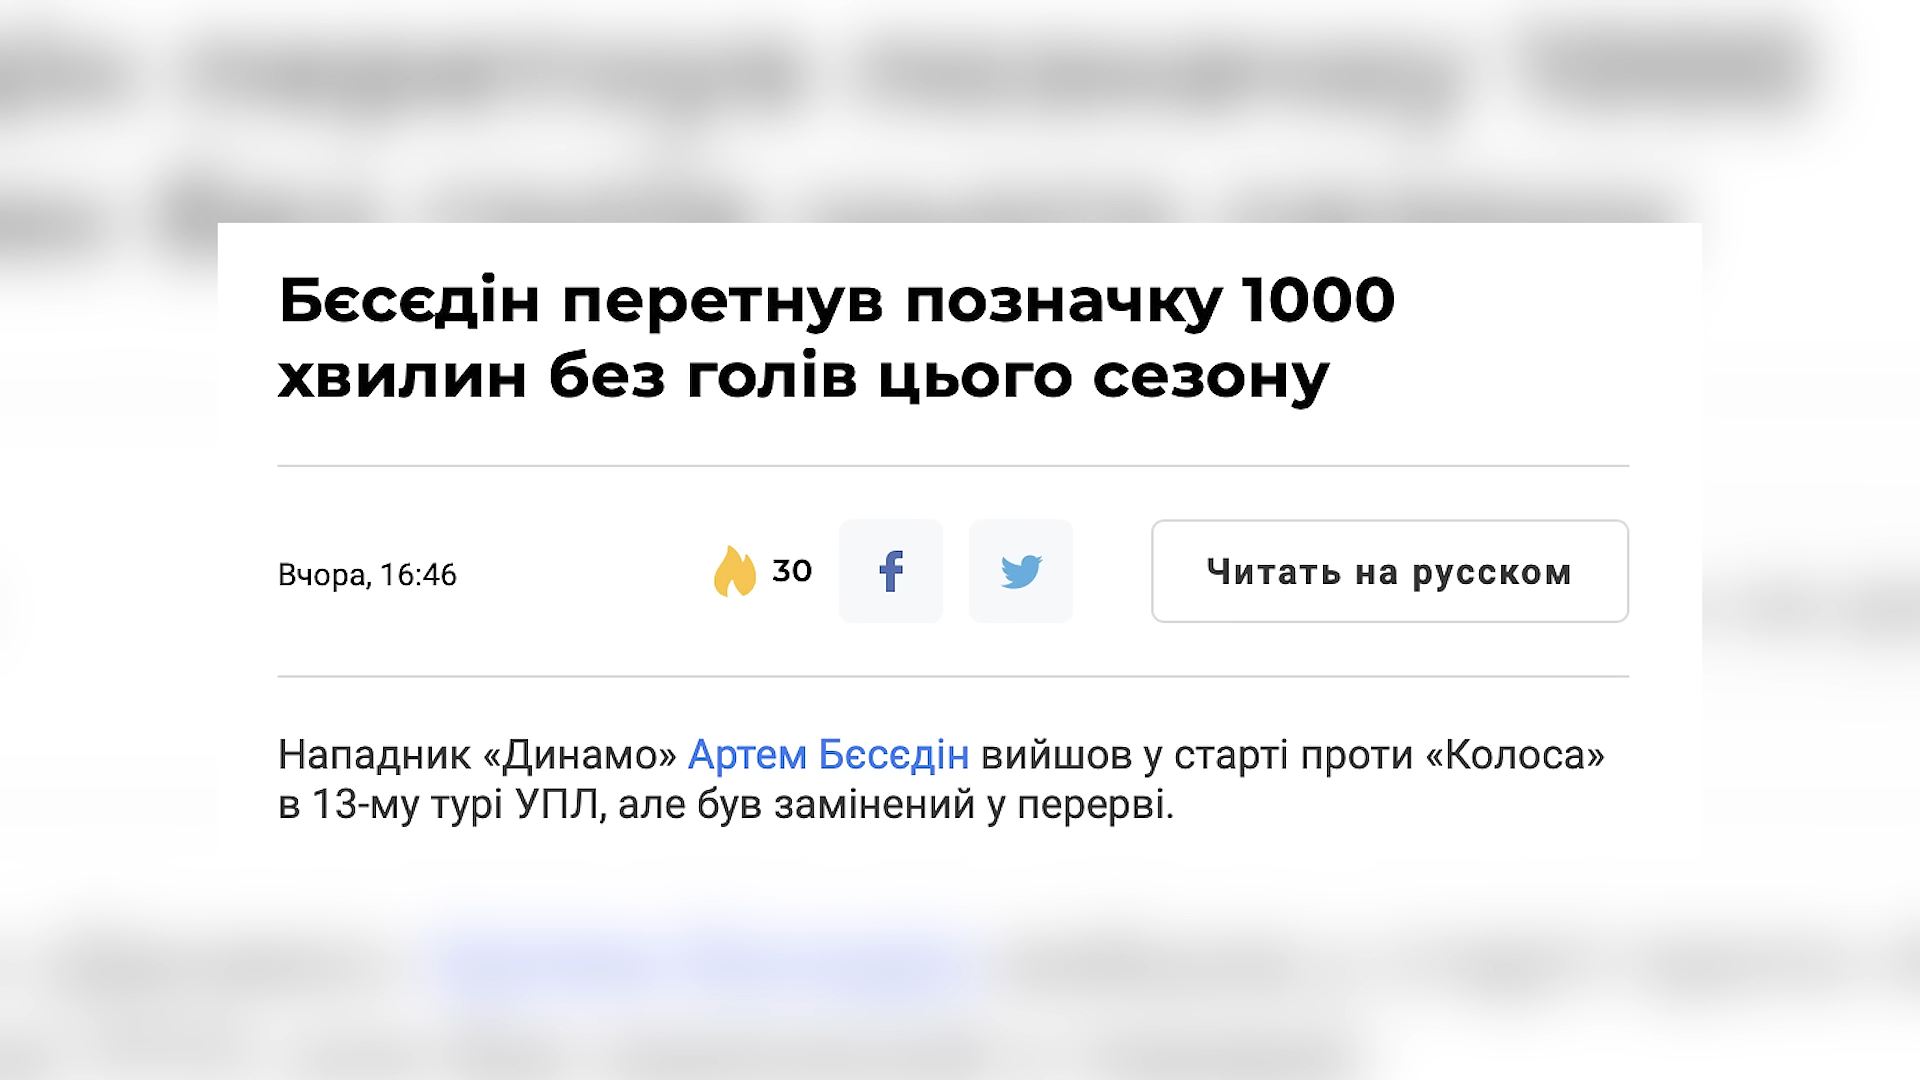 Бєсєдін перетнув позначку 1000
хвилин без голів цього сезону
Вчора, 16:46
30
Читать на русском
Нападник «Динамо» Артем Бєсєдін вийшов у старті проти «Колоса»
в 13-му турі УПЛ, але був замінений у перерві.